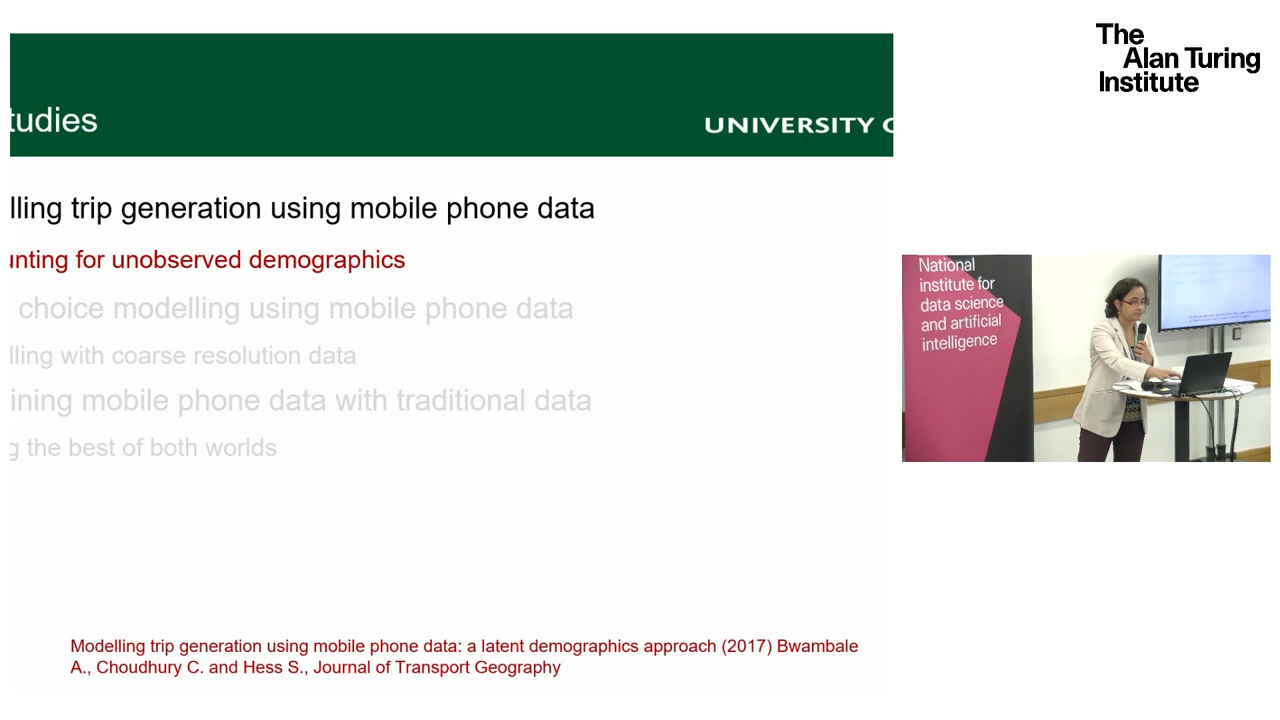 The
Alan Turing
Institute
tudies
UNIVERSITY
lling trip generation using mobile phone data
unting for unobserved demographics
choice modelling using mobile phone data
lling with coarse resolution data
ining mobile phone data with traditional data
g the best of both worlds
National
institute for
data science
and artificial
intelligence
Modelling trip generation using mobile phone data: a latent demographics approach (2017) Bwambale
A., Choudhury C. and Hess S., Journal of Transport Geography